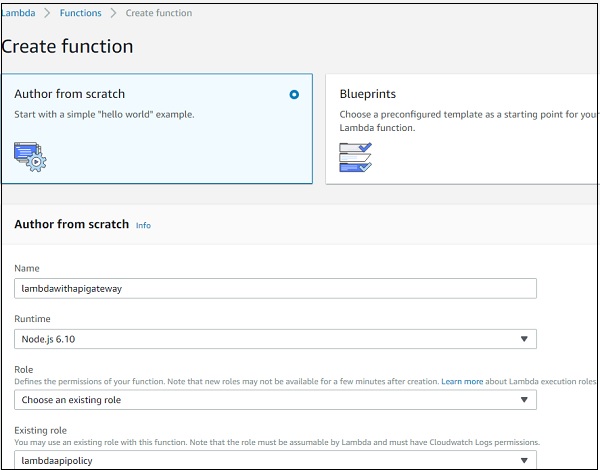 Lambda > Functions > Create function
Create function
Author from scratch
Start with a simple "hello world" example.
Blueprints
Choose a preconfigured template as a starting point for your
Lambda function.
Author from scratch Info
Name
lambdawithapigateway
Runtime
Node.js 6.10
Role
Defines the permissions of your function. Note that new roles may not be available for a few minutes after creation. Learn more about Lambda execution roles
Choose an existing role
Existing role
You may use an existing role with this function. Note that the role must be assumable by Lambda and must have Cloudwatch Logs permissions.
lambdaapipolicy